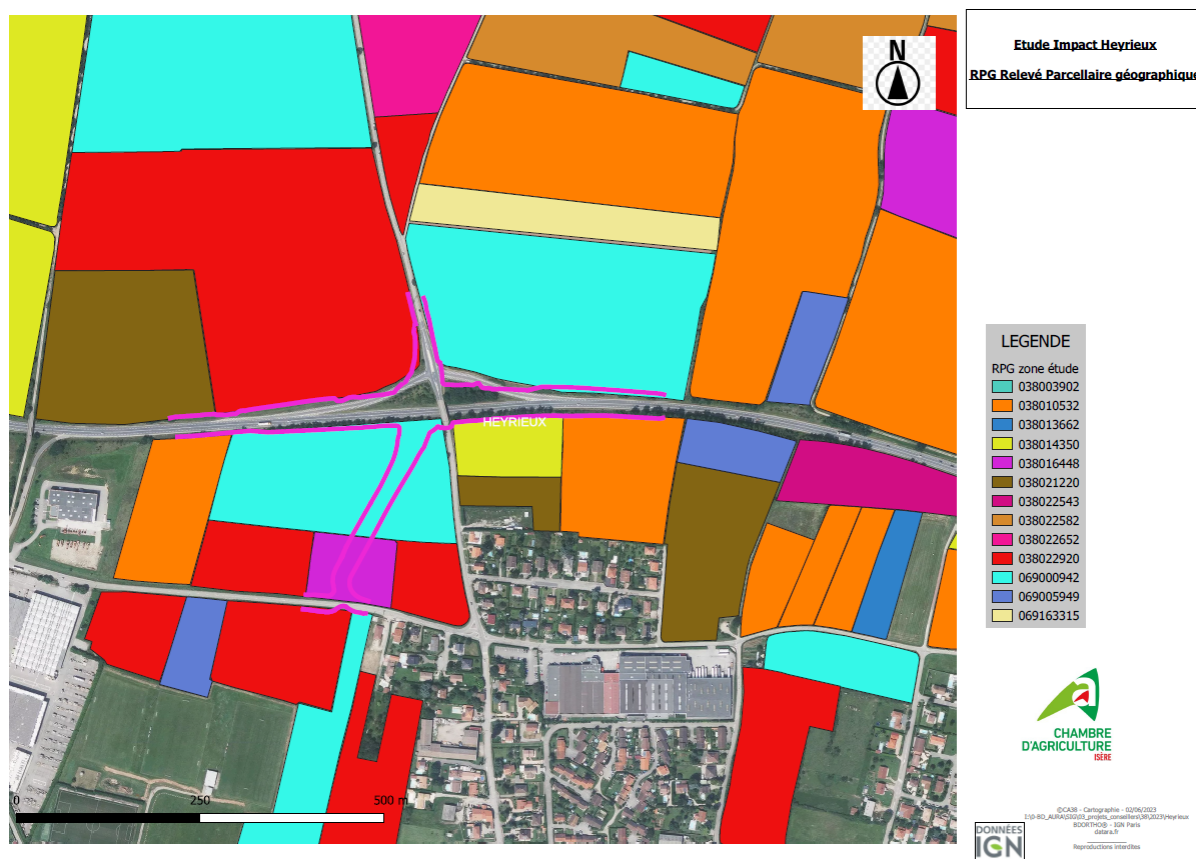 Etude Impact Heyrieux
RPG Relevé Parcellaire géographique
N
HEYRIEUX
LEGENDE
RPG zone étude
038003902
038010532
038013662
038014350
038016448
038021220
038022543
038022582
038022652
038022920
069000942
069005949
069163315
0
250
500 m
CHAMBRE
D'AGRICULTURE
ISÈRE
©CA38 - Cartographie - 02/06/2023
BDORTHO® - IGN Paris
datara.fr
Reproductions interdites
DONNÉES
IGN